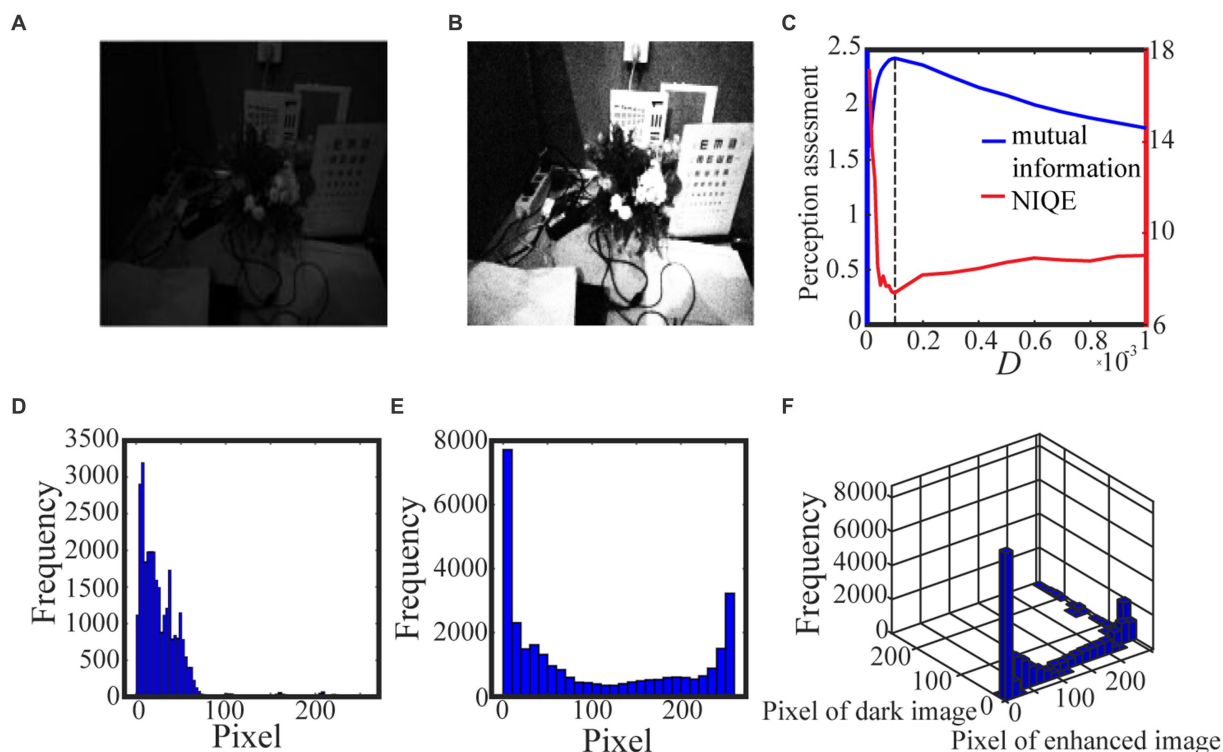 A
B
C
Perception assesment
2.5
2
1.5
1
0.5
0
18
14
10
6
mutual
information
NIQE
0 0.2 0.4 0.6 0.8 1
D
×10-3
D
Frequency
3500
3000
2500
2000
1500
1000
500
0
0 100 200
Pixel
E
Frequency
8000
6000
4000
2000
0
0 100 200
Pixel
F
Frequency
8000
6000
4000
2000
0
200
100
0
0
100
200
Pixel of dark image
Pixel of enhanced image